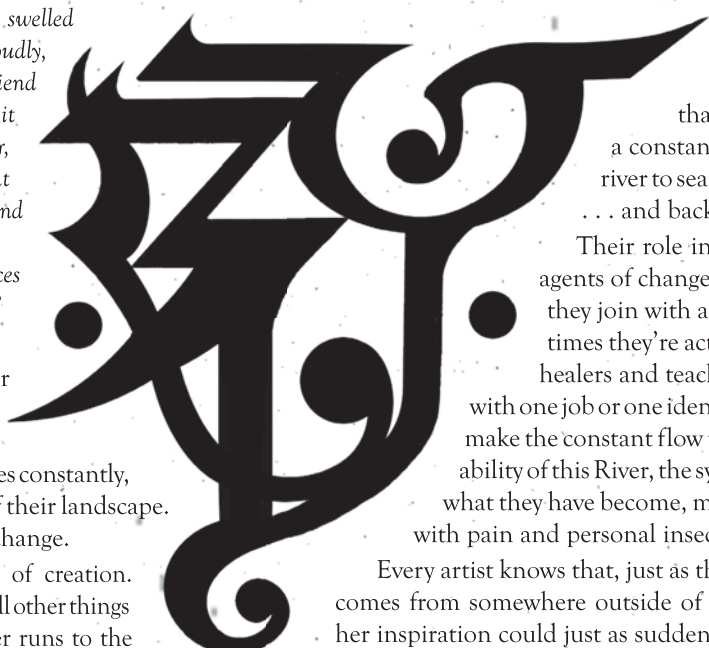 swelled
oudly,
iend
it
r,
t
nd
ces
r
es constantly,
f their landscape.
hange.
of creation.
ll other things
er runs to the
tha
a constan
river to sea
. . . and back
Their role in
agents of change
they join with a
times they’re act
healers and teach
with one job or one iden
make the constant flow
ability of this River, the sy
what they have become, m
with pain and personal insec
Every artist knows that, just as th
comes from somewhere outside of
her inspiration could just as sudden